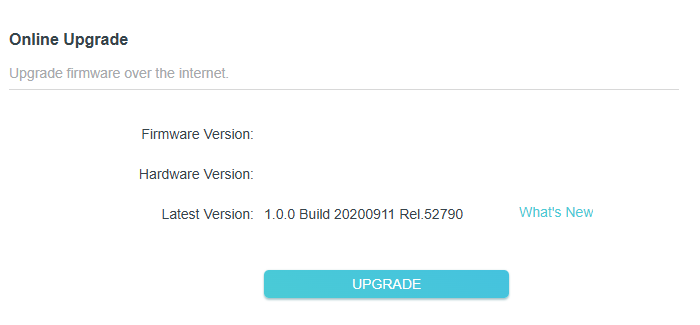 Online Upgrade
Upgrade firmware over the internet.
Firmware Version:
Hardware Version:
Latest Version: 1.0.0 Build 20200911 Rel.52790 What's New
UPGRADE